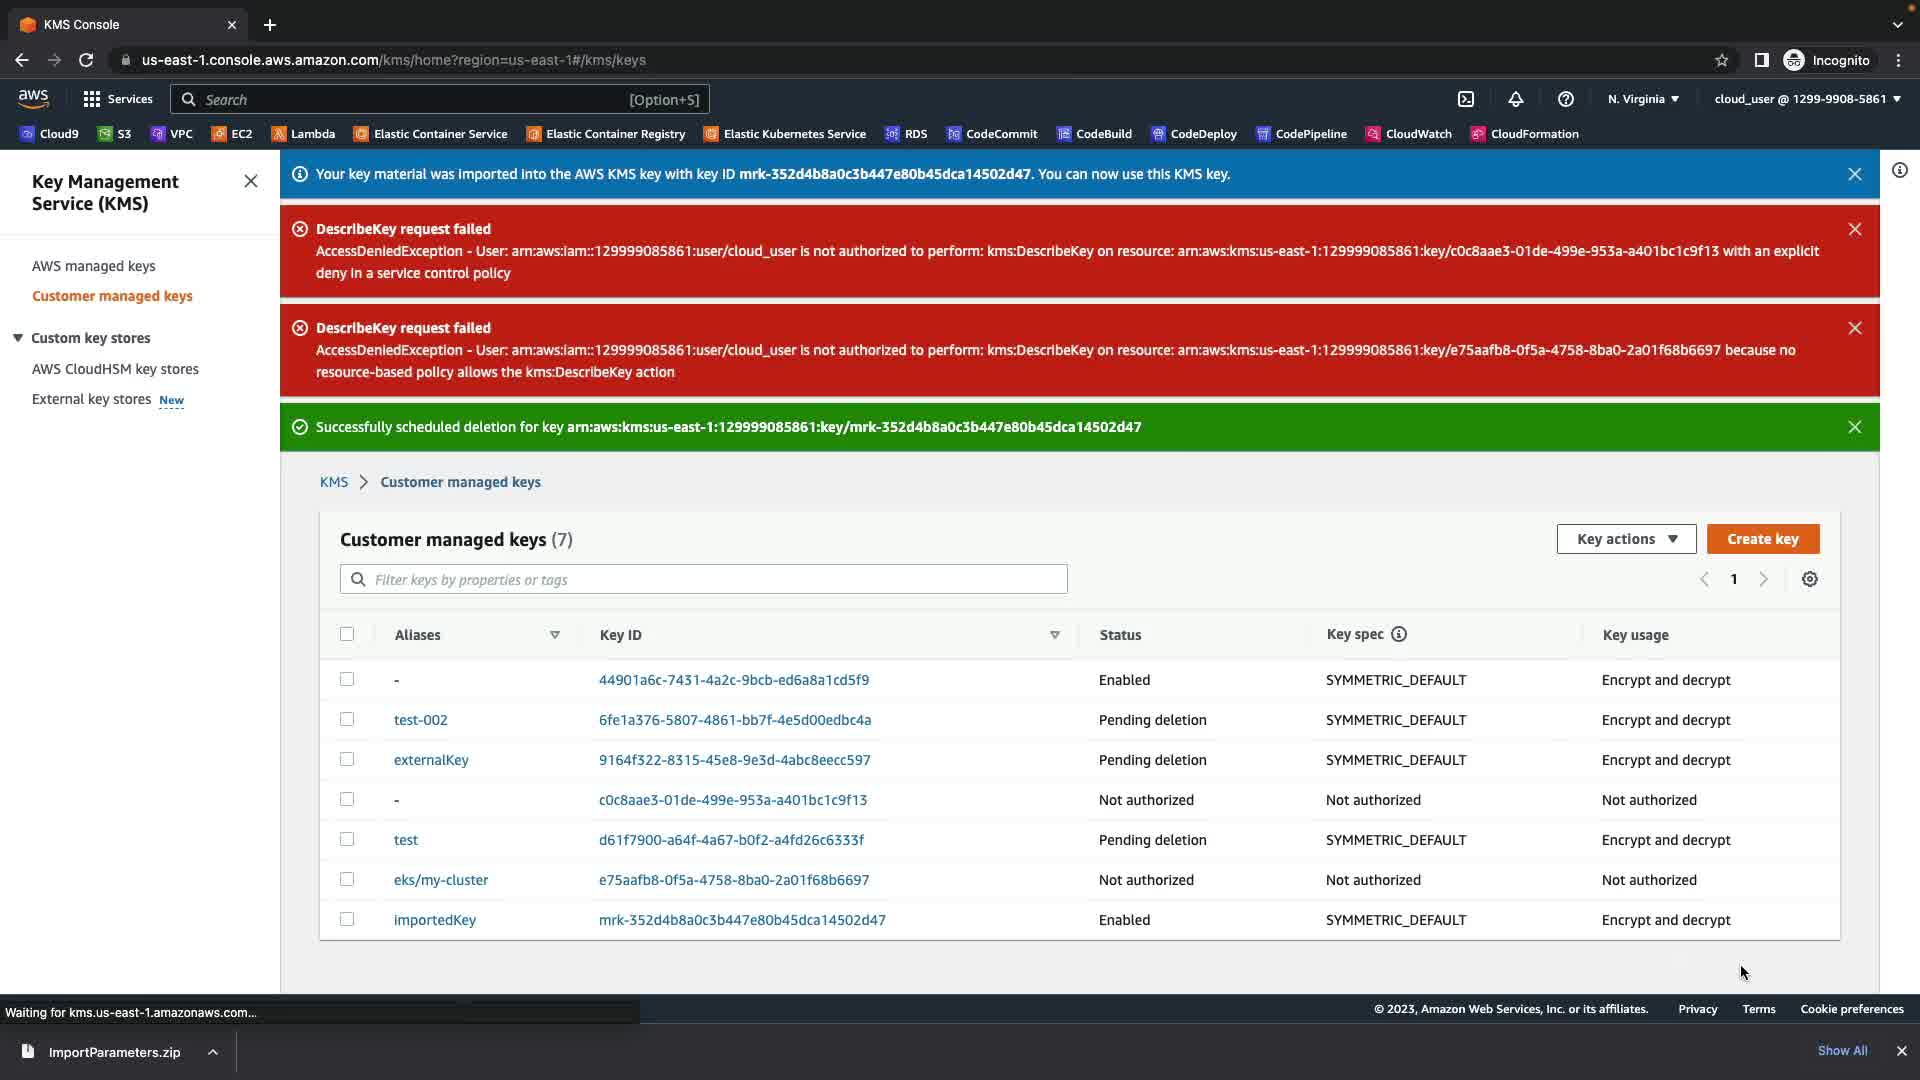 KMS Console
us-east-1.console.aws.amazon.com/kms/home?region=us-east-1#/kms/keys
Incognito
aws
Services
Search
[Option+S]
N. Virginia
cloud_user @ 1299-9908-5861
Cloud9
S3
VPC
EC2
Lambda
Elastic Container Service
Elastic Container Registry
Elastic Kubernetes Service
RDS
CodeCommit
CodeBuild
CodeDeploy
CodePipeline
CloudWatch
CloudFormation
Key Management
Service (KMS)
AWS managed keys
Customer managed keys
Custom key stores
AWS CloudHSM key stores
External key stores New
Your key material was imported into the AWS KMS key with key ID mrk-352d4b8a0c3b447e80b45dca14502d47. You can now use this KMS key.
DescribeKey request failed
AccessDeniedException - User: arn:aws:iam::129999085861:user/cloud_user is not authorized to perform: kms:DescribeKey on resource: arn:aws:kms:us-east-1:129999085861:key/c0c8aae3-01de-499e-953a-a401bc1c9f13 with an explicit
deny in a service control policy
DescribeKey request failed
AccessDeniedException - User: arn:aws:iam::129999085861:user/cloud_user is not authorized to perform: kms:DescribeKey on resource: arn:aws:kms:us-east-1:129999085861:key/e75aafb8-0f5a-4758-8ba0-2a01f68b6697 because no
resource-based policy allows the kms:DescribeKey action
Successfully scheduled deletion for key arn:aws:kms:us-east-1:129999085861:key/mrk-352d4b8a0c3b447e80b45dca14502d47
KMS > Customer managed keys
Customer managed keys (7)
Key actions
Create key
Filter keys by properties or tags
1
Aliases Key ID Status Key spec Key usage
- 44901a6c-7431-4a2c-9bcb-ed6a8a1cd5f9 Enabled SYMMETRIC_DEFAULT Encrypt and decrypt
test-002 6fe1a376-5807-4861-bb7f-4e5d00edbc4a Pending deletion SYMMETRIC_DEFAULT Encrypt and decrypt
externalKey 9164f322-8315-45e8-9e3d-4abc8eecc597 Pending deletion SYMMETRIC_DEFAULT Encrypt and decrypt
- c0c8aae3-01de-499e-953a-a401bc1c9f13 Not authorized Not authorized Not authorized
test d61f7900-a64f-4a67-b0f2-a4fd26c6333f Pending deletion SYMMETRIC_DEFAULT Encrypt and decrypt
eks/my-cluster e75aafb8-0f5a-4758-8ba0-2a01f68b6697 Not authorized Not authorized Not authorized
importedKey mrk-352d4b8a0c3b447e80b45dca14502d47 Enabled SYMMETRIC_DEFAULT Encrypt and decrypt
Waiting for kms.us-east-1.amazonaws.com...
© 2023, Amazon Web Services, Inc. or its affiliates.
Privacy
Terms
Cookie preferences
ImportParameters.zip
Show All